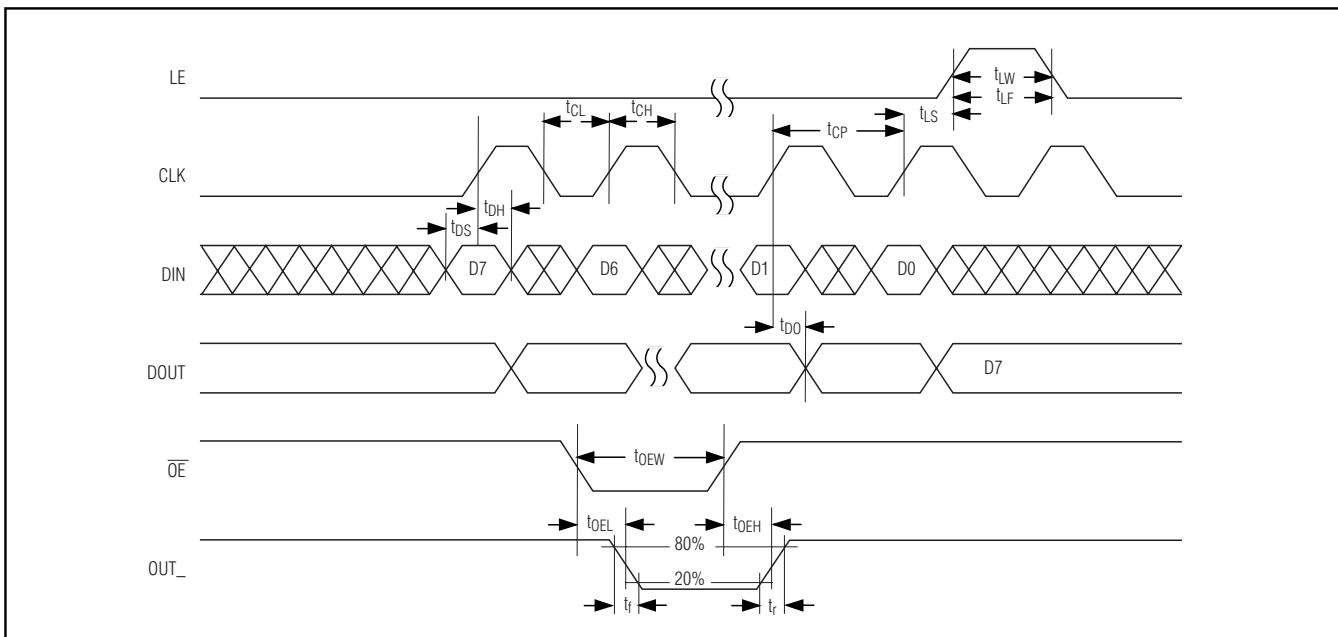 LE
tLW
tLF
tCL
tCH
tLS
tCP
CLK
tDH
tDS
DIN
D7
D6
D1
D0
tDO
DOUT
D7
OE
tOEW
tOEL
tOEH
80%
OUT_
20%
tf
tr